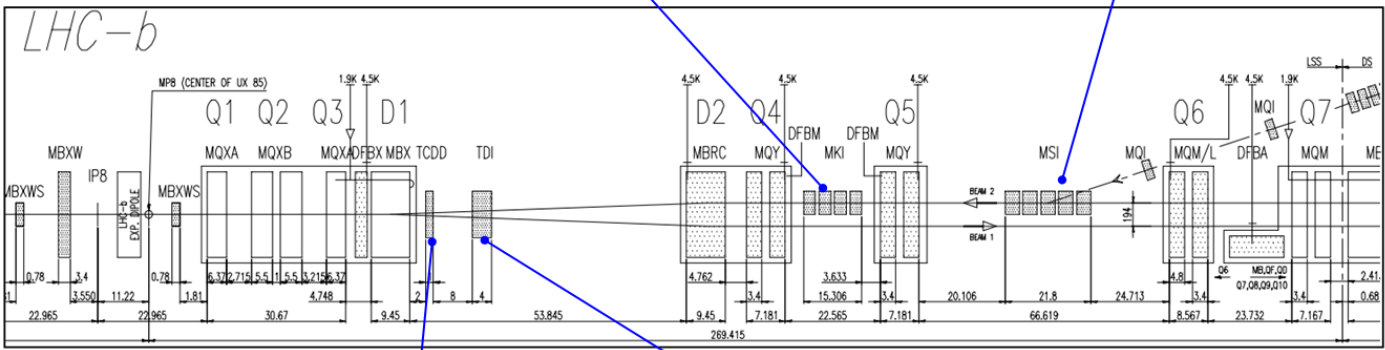 LHC-b
LSS DS
MP8 (CENTER OF UX 85)
1.9K 4.5K 4.5K 4.5K 4.5K 4.5K 4.5K 1.9K
Q1 Q2 Q3 D1 D2 Q4 Q5 Q6 MQI Q7
DFBM DFBM
MBXW MQXA MQXB MQXA DFBX MBX TCDD TDI MBRC MQY MKI MQY MSI MQI MQM/L DFBA MQM
IP8
MBXWS MBXWS
LHC-b
EXP. DIPOLE
BEAM 2
194
BEAM 1
Q6 MB,QF,QD
Q7,Q8,Q9,Q10
0.78 3.4 0.78 6.37 2.715 5.5 1 5.5 3.215 6.37 4.762 3.633 4.8 2.41
3.550 11.22 1.81 4.748 2 8 4 3.4 15.306 3.4 20.106 21.8 24.713 3.4 3.4 0.68
22.965 22.965 30.67 9.45 53.845 9.45 7.181 22.565 7.181 66.619 8.567 23.732 7.167
269.415